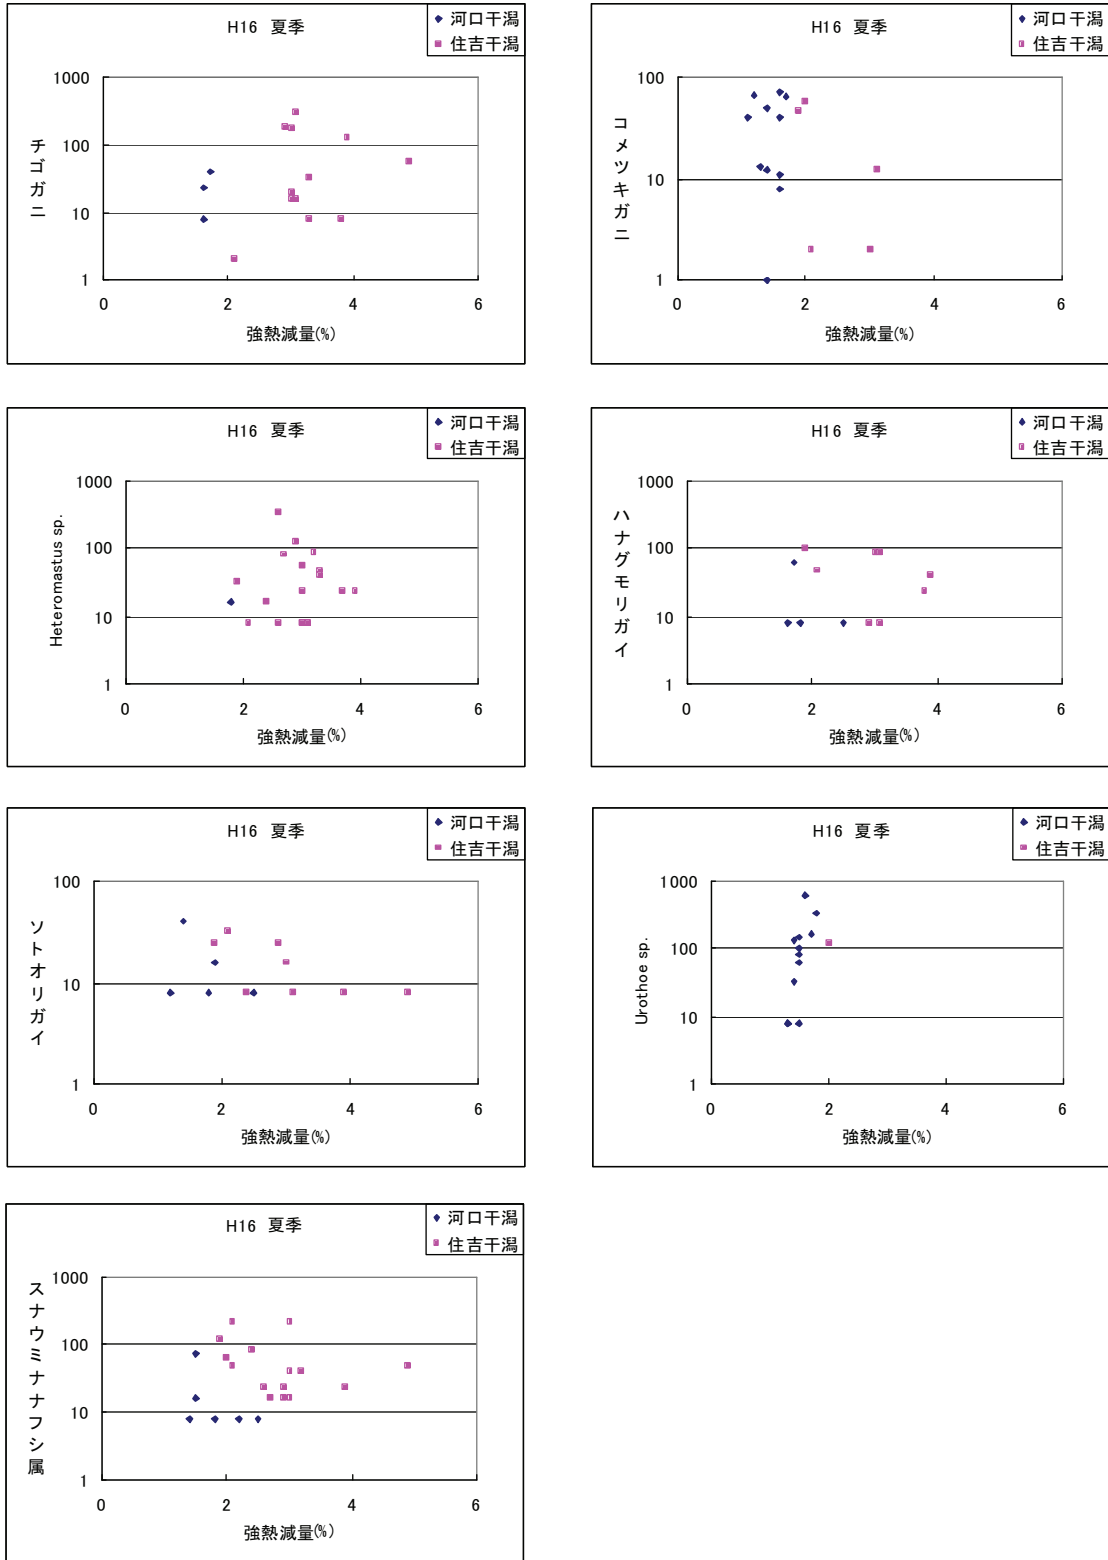 H16 夏季
河口干潟
住吉干潟
チゴガニ
1000
100
10
1
0 2 4 6
強熱減量(%)
H16 夏季
河口干潟
住吉干潟
コメツキガニ
100
10
1
0 2 4 6
強熱減量(%)
H16 夏季
河口干潟
住吉干潟
Heteromastus sp.
1000
100
10
1
0 2 4 6
強熱減量(%)
H16 夏季
河口干潟
住吉干潟
ハナグモリガイ
1000
100
10
1
0 2 4 6
強熱減量(%)
H16 夏季
河口干潟
住吉干潟
ソトオリガイ
100
10
1
0 2 4 6
強熱減量(%)
H16 夏季
河口干潟
住吉干潟
Urothoe sp.
1000
100
10
1
0 2 4 6
強熱減量(%)
H16 夏季
河口干潟
住吉干潟
スナウミナナフシ属
1000
100
10
1
0 2 4 6
強熱減量(%)